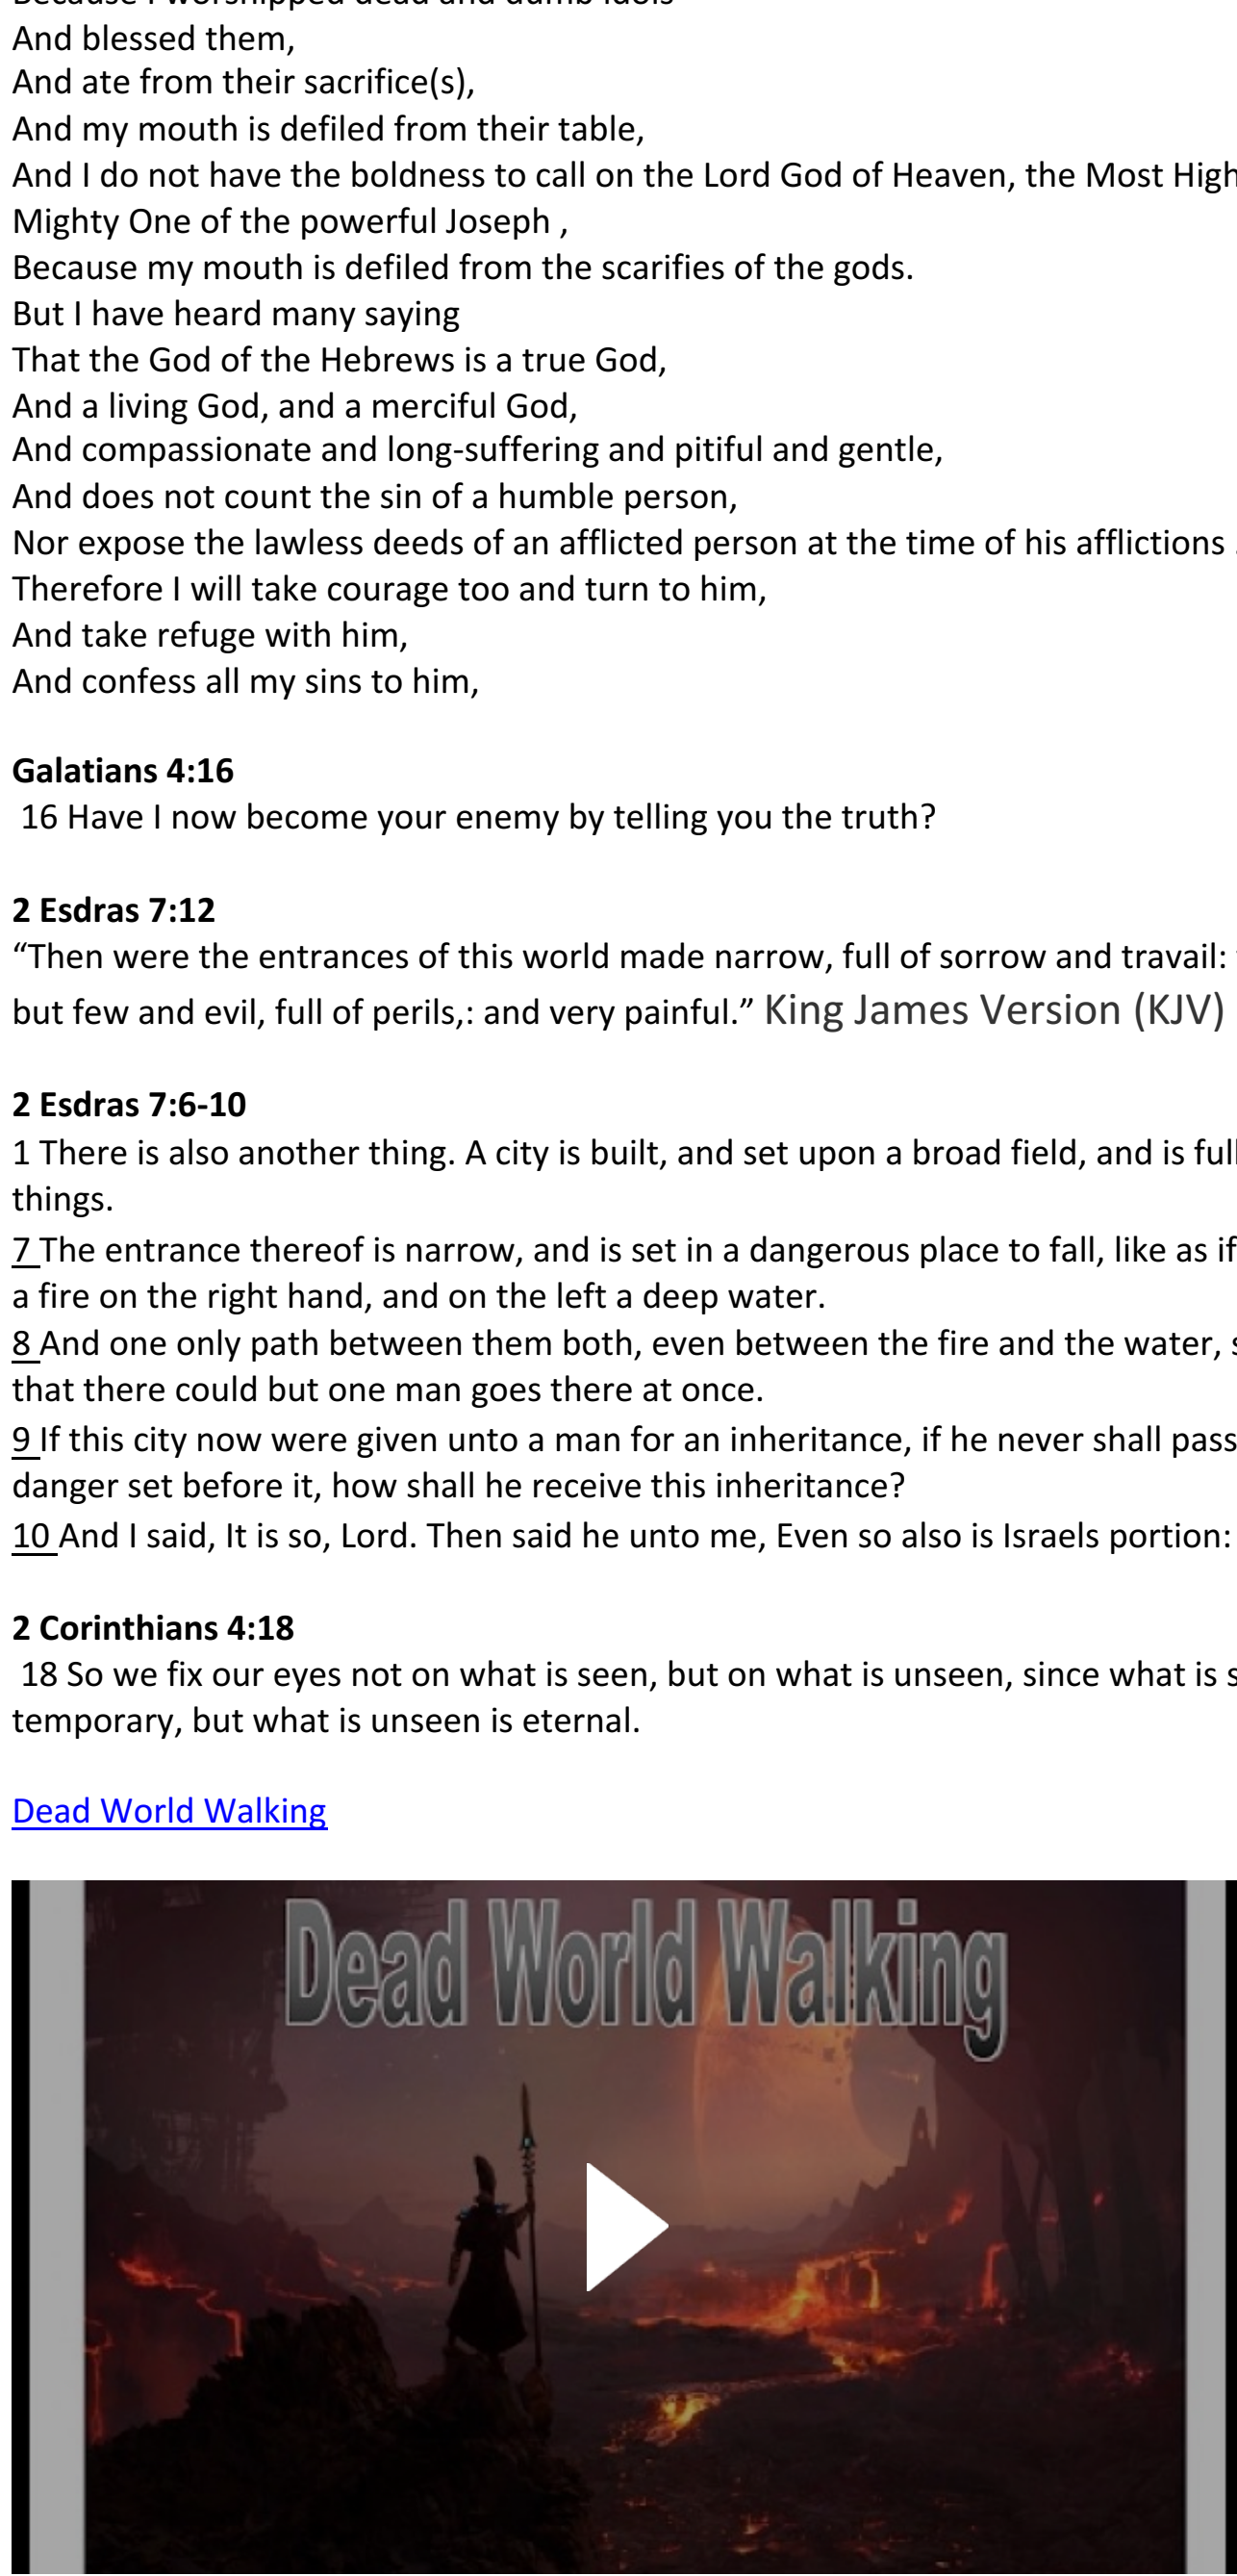 Because I worshipped dead and dumb idols
And blessed them,
And ate from their sacrifice(s),
And my mouth is defiled from their table,
And I do not have the boldness to call on the Lord God of Heaven, the Most High
Mighty One of the powerful Joseph ,
Because my mouth is defiled from the scarifies of the gods.
But I have heard many saying
That the God of the Hebrews is a true God,
And a living God, and a merciful God,
And compassionate and long-suffering and pitiful and gentle,
And does not count the sin of a humble person,
Nor expose the lawless deeds of an afflicted person at the time of his afflictions .
Therefore I will take courage too and turn to him,
And take refuge with him,
And confess all my sins to him,
Galatians 4:16
16 Have I now become your enemy by telling you the truth?
2 Esdras 7:12
“Then were the entrances of this world made narrow, full of sorrow and travail:
but few and evil, full of perils,: and very painful.” King James Version (KJV)
2 Esdras 7:6-10
1 There is also another thing. A city is built, and set upon a broad field, and is full
things.
7 The entrance thereof is narrow, and is set in a dangerous place to fall, like as if
a fire on the right hand, and on the left a deep water.
8 And one only path between them both, even between the fire and the water,
that there could but one man goes there at once.
9 If this city now were given unto a man for an inheritance, if he never shall pass
danger set before it, how shall he receive this inheritance?
10 And I said, It is so, Lord. Then said he unto me, Even so also is Israels portion:
2 Corinthians 4:18
18 So we fix our eyes not on what is seen, but on what is unseen, since what is
temporary, but what is unseen is eternal.
Dead World Walking
Dead World Walking